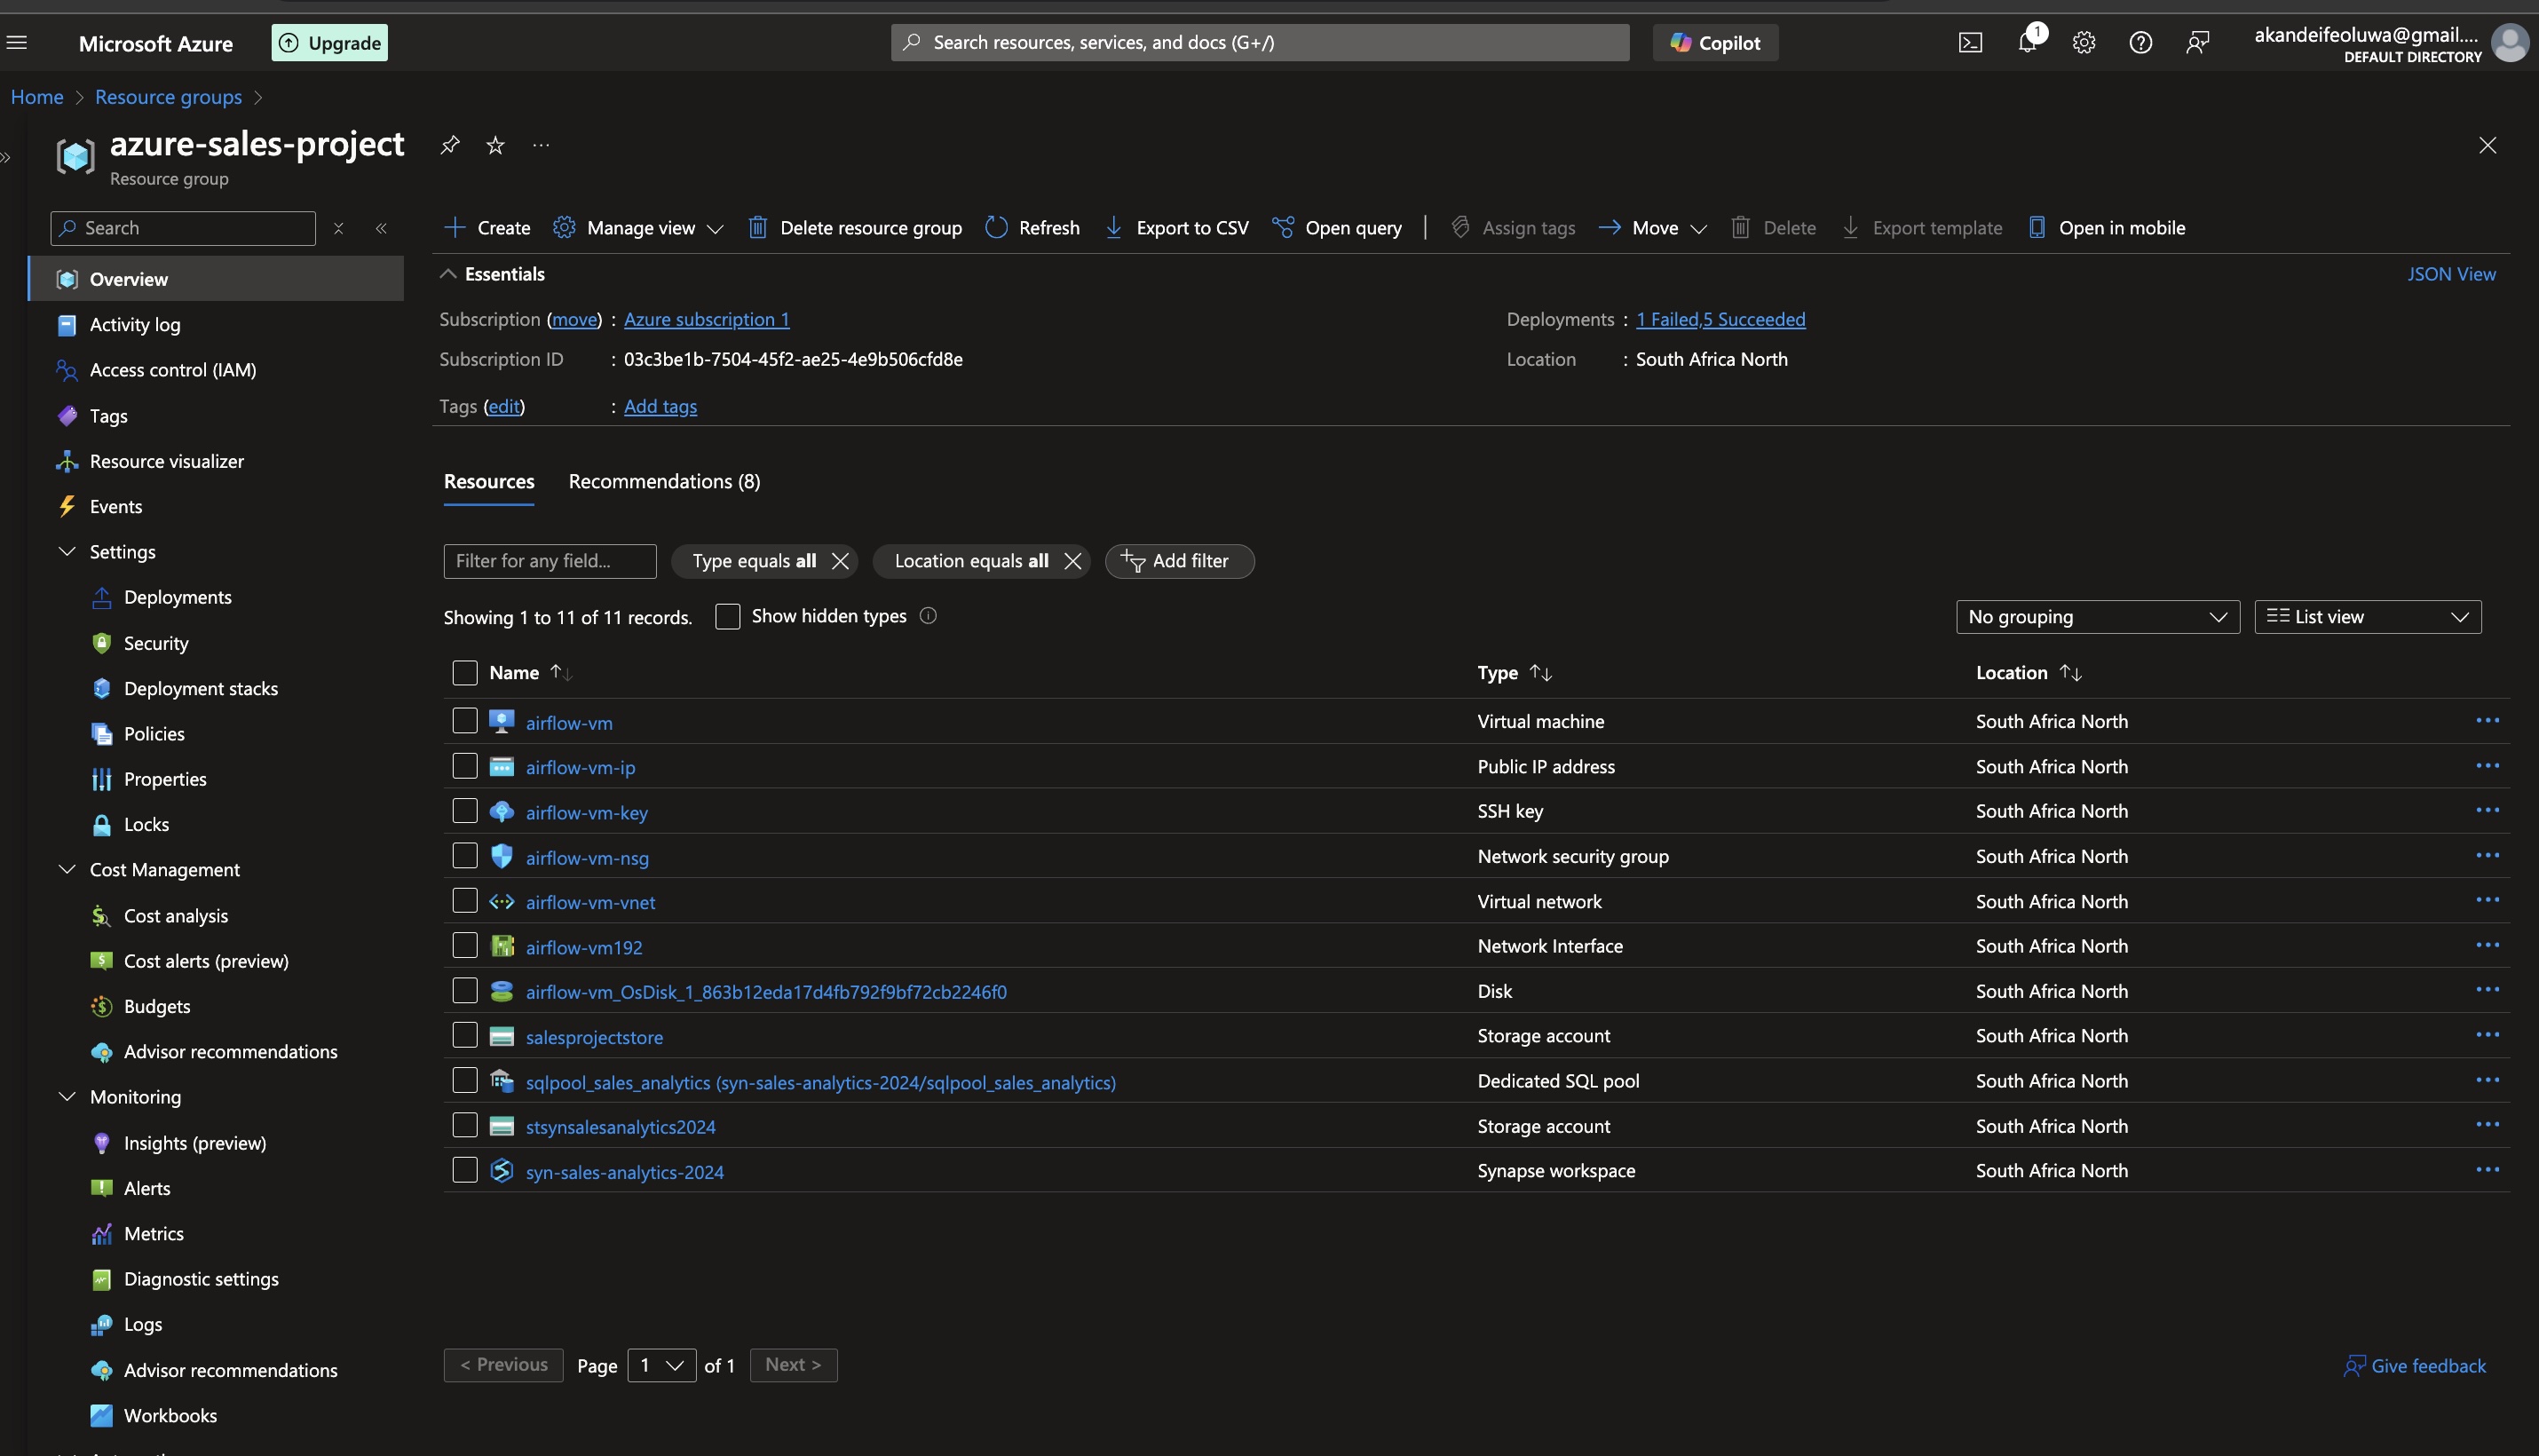 Microsoft Azure
Upgrade
Search resources, services, and docs (G+/)
Copilot
1
akandeifeoluwa@gmail....
DEFAULT DIRECTORY
Home > Resource groups >
azure-sales-project
Resource group
Search
Create
Manage view
Delete resource group
Refresh
Export to CSV
Open query
Assign tags
Move
Delete
Export template
Open in mobile
Overview
Activity log
Access control (IAM)
Tags
Resource visualizer
Events
Settings
Deployments
Security
Deployment stacks
Policies
Properties
Locks
Cost Management
Cost analysis
Cost alerts (preview)
Budgets
Advisor recommendations
Monitoring
Insights (preview)
Alerts
Metrics
Diagnostic settings
Logs
Advisor recommendations
Workbooks
Essentials
JSON View
Subscription (move) : Azure subscription 1
Subscription ID : 03c3be1b-7504-45f2-ae25-4e9b506cfd8e
Tags (edit) : Add tags
Deployments : 1 Failed,5 Succeeded
Location : South Africa North
Resources
Recommendations (8)
Filter for any field...
Type equals all
Location equals all
Add filter
Showing 1 to 11 of 11 records.
Show hidden types
No grouping
List view
Name Type Location
airflow-vm Virtual machine South Africa North
airflow-vm-ip Public IP address South Africa North
airflow-vm-key SSH key South Africa North
airflow-vm-nsg Network security group South Africa North
airflow-vm-vnet Virtual network South Africa North
airflow-vm192 Network Interface South Africa North
airflow-vm_OsDisk_1_863b12eda17d4fb792f9bf72cb2246f0 Disk South Africa North
salesprojectstore Storage account South Africa North
sqlpool_sales_analytics (syn-sales-analytics-2024/sqlpool_sales_analytics) Dedicated SQL pool South Africa North
stsynsalesanalytics2024 Storage account South Africa North
syn-sales-analytics-2024 Synapse workspace South Africa North
< Previous Page 1 of 1 Next >
Give feedback